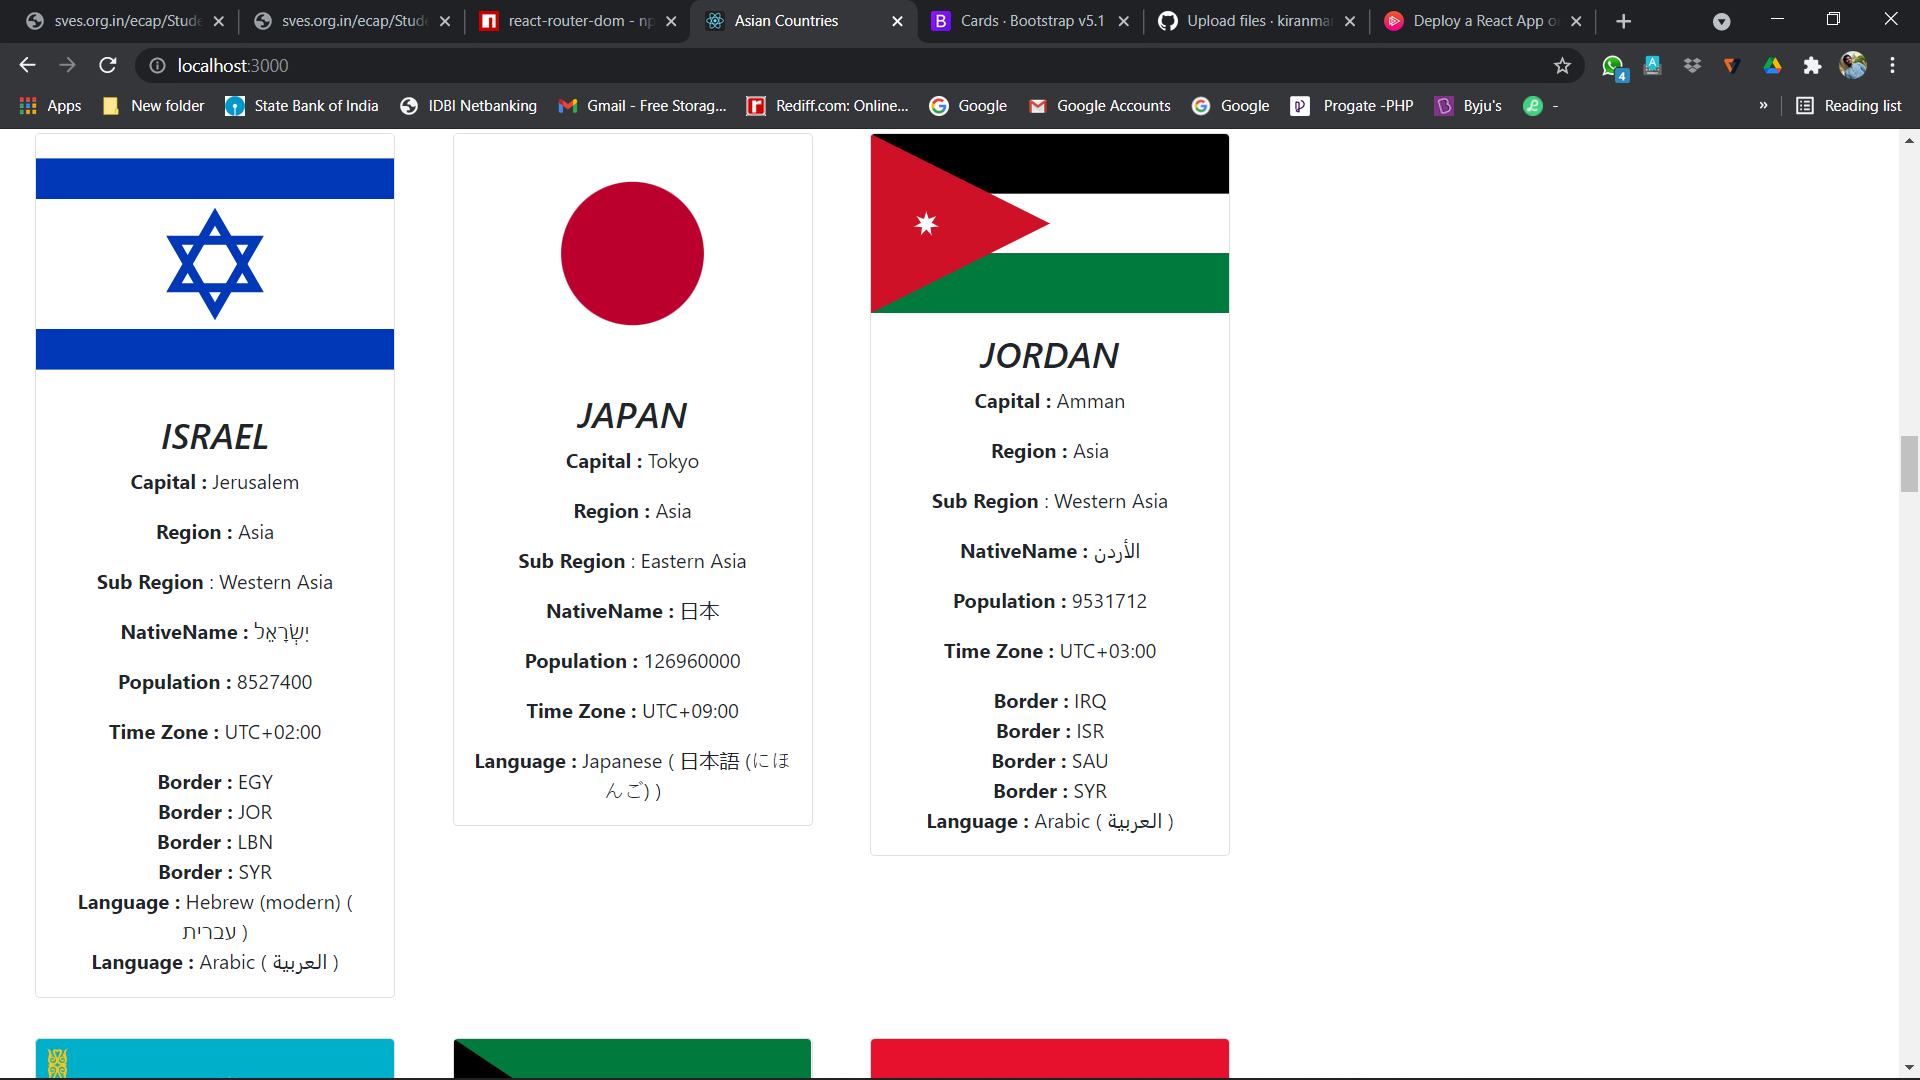 sves.org.in/ecap/Stude
sves.org.in/ecap/Stude
react-router-dom - np
Asian Countries
Cards · Bootstrap v5.1
Upload files · kiranmai
Deploy a React App o
localhost:3000
4
Apps
New folder
State Bank of India
IDBI Netbanking
Gmail - Free Storag...
Rediff.com: Online...
Google
Google Accounts
Google
Progate -PHP
Byju's
-
»
Reading list
ISRAEL
Capital : Jerusalem
Region : Asia
Sub Region : Western Asia
NativeName : יִשְׂרָאֵל
Population : 8527400
Time Zone : UTC+02:00
Border : EGY
Border : JOR
Border : LBN
Border : SYR
Language : Hebrew (modern) (
עברית )
Language : Arabic ( العربية )
JAPAN
Capital : Tokyo
Region : Asia
Sub Region : Eastern Asia
NativeName : 日本
Population : 126960000
Time Zone : UTC+09:00
Language : Japanese ( 日本語 (にほ
んご) )
JORDAN
Capital : Amman
Region : Asia
Sub Region : Western Asia
NativeName : الأردن
Population : 9531712
Time Zone : UTC+03:00
Border : IRQ
Border : ISR
Border : SAU
Border : SYR
Language : Arabic ( العربية )